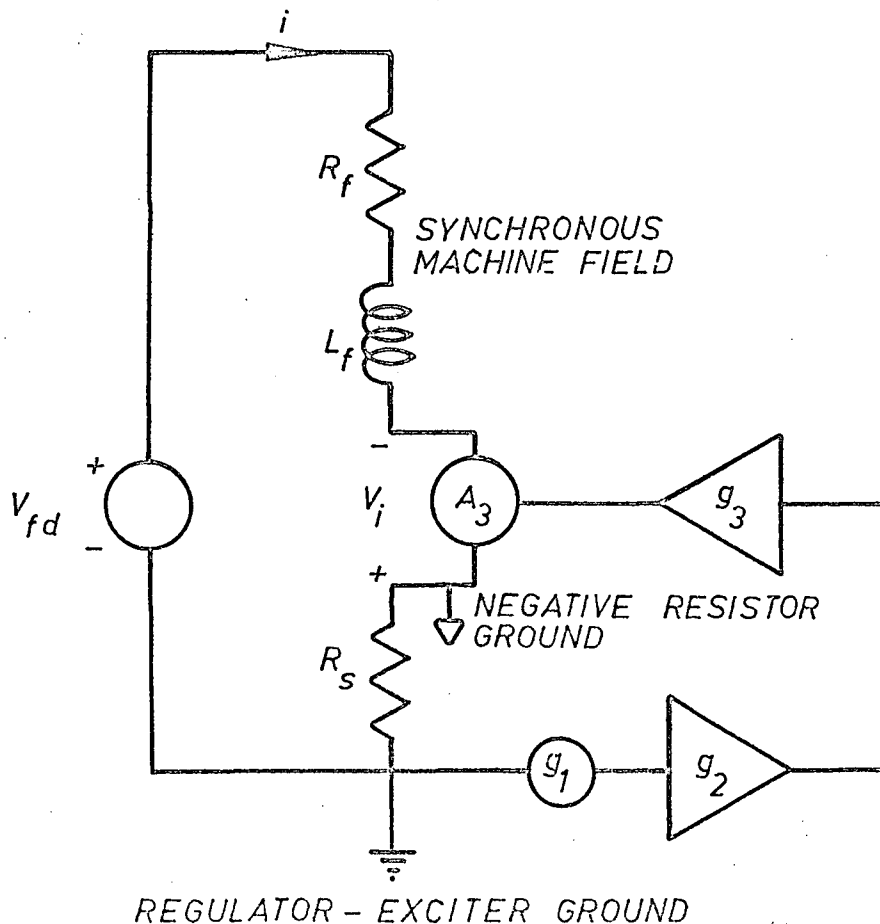 i
R_f
SYNCHRONOUS
MACHINE FIELD
L_f
+
-
V_fd
-
V_i
+
A_3
g_3
NEGATIVE RESISTOR
GROUND
R_s
g_1
g_2
REGULATOR - EXCITER GROUND